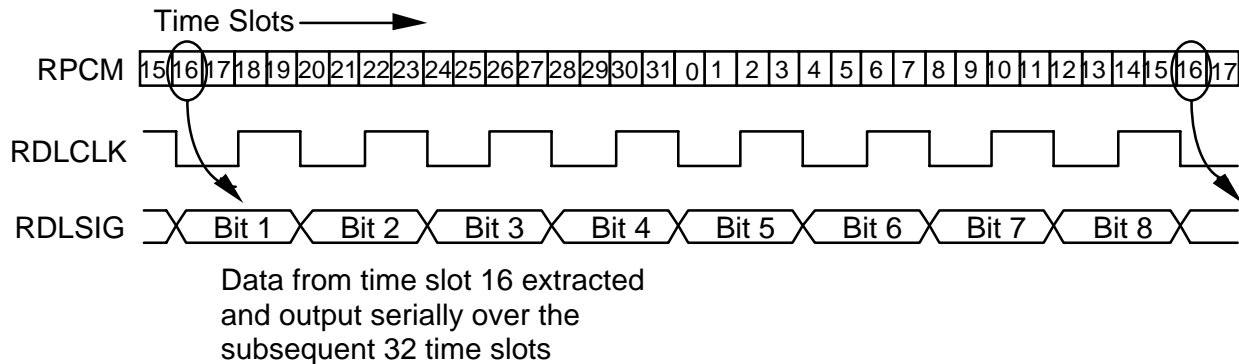 Time Slots
RPCM 15 16 17 18 19 20 21 22 23 24 25 26 27 28 29 30 31 0 1 2 3 4 5 6 7 8 9 10 11 12 13 14 15 16 17
RDLCLK
RDLSIG Bit 1 Bit 2 Bit 3 Bit 4 Bit 5 Bit 6 Bit 7 Bit 8
Data from time slot 16 extracted
and output serially over the
subsequent 32 time slots